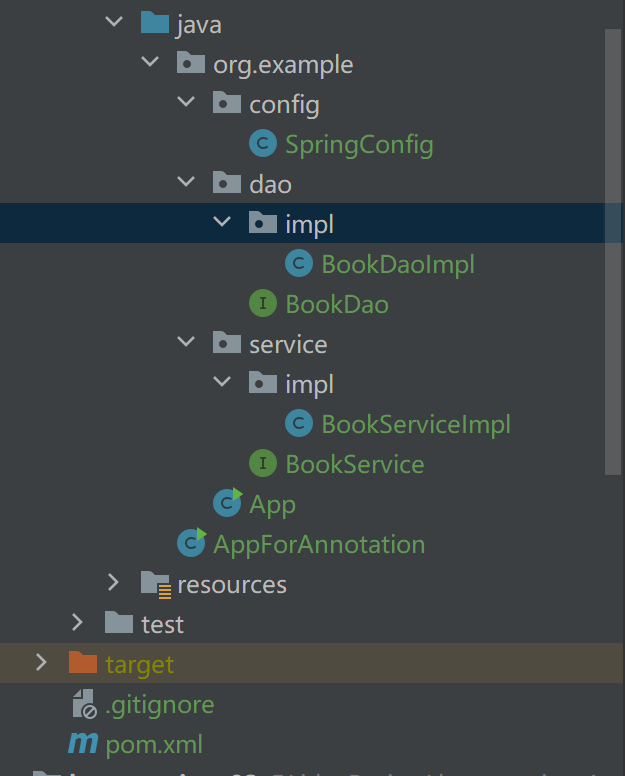 java
org.example
config
C SpringConfig
dao
impl
C BookDaoImpl
I BookDao
service
impl
C BookServiceImpl
I BookService
C App
C AppForAnnotation
resources
test
target
.gitignore
m pom.xml